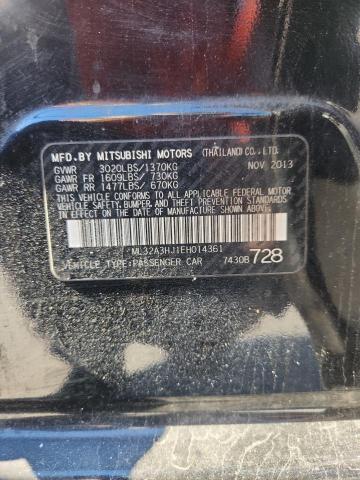 MFD.BY MITSUBISHI MOTORS (THAILAND) CO., LTD.
GVWR 3020LBS/1370KG NOV 2013
GAWR FR 1609LBS/ 730KG
GAWR RR 1477LBS/ 670KG
THIS VEHICLE CONFORMS TO ALL APPLICABLE
FEDERAL MOTOR VEHICLE SAFETY, BUMPER,
AND THEFT PREVENTION STANDARDS IN EFFECT
ON THE DATE OF MANUFACTURE SHOWN ABOVE.
ML32A3HJ1EH014361
VEHICLE TYPE:PASSENGER CAR 7430B 728